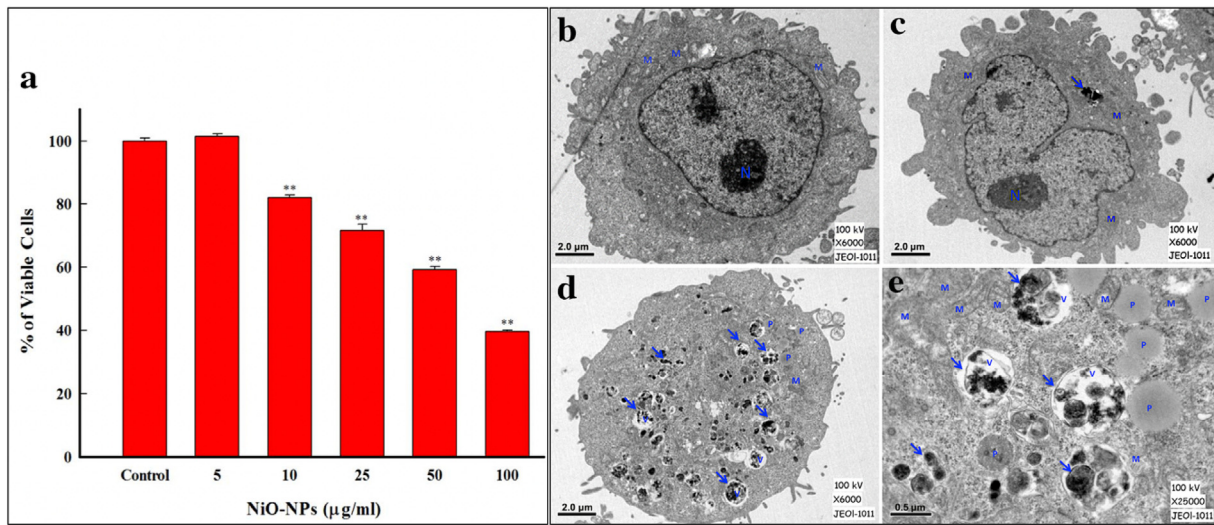 a
% of Viable Cells
100
80
60
40
20
0
**
**
**
**
Control 5 10 25 50 100
NiO-NPs (µg/ml)
b
M M M
N
2.0 µm
100 kV
X6000
JEOl-1011
c
M
M
N
M
2.0 µm
100 kV
X6000
JEOl-1011
d
P P
P
M
V
V
V
2.0 µm
100 kV
X6000
JEOl-1011
e
M V M P M P
M M
V V
P
P
M
0.5 µm
100 kV
X25000
JEOl-1011